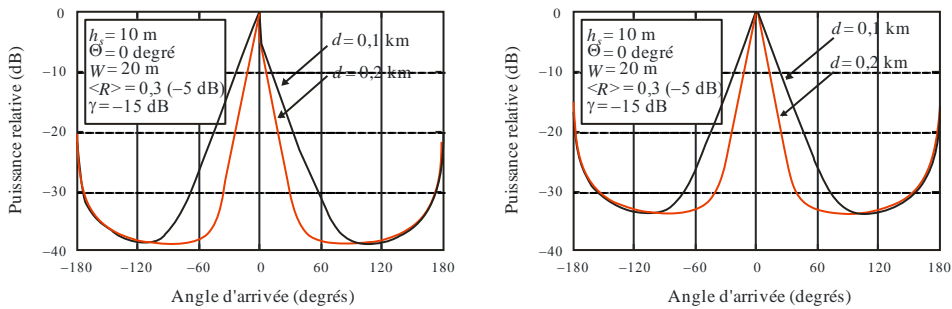 Puissance relative (dB)
0
−10
−20
−30
−40
h_s = 10 m
Θ = 0 degré
W = 20 m
<R> = 0,3 (−5 dB)
γ = −15 dB
d = 0,1 km
d = 0,2 km
−180
−120
−60
0
60
120
180
Angle d'arrivée (degrés)
Puissance relative (dB)
0
−10
−20
−30
−40
h_s = 10 m
Θ = 0 degré
W = 20 m
<R> = 0,3 (−5 dB)
γ = −15 dB
d = 0,1 km
d = 0,2 km
−180
−120
−60
0
60
120
180
Angle d'arrivée (degrés)